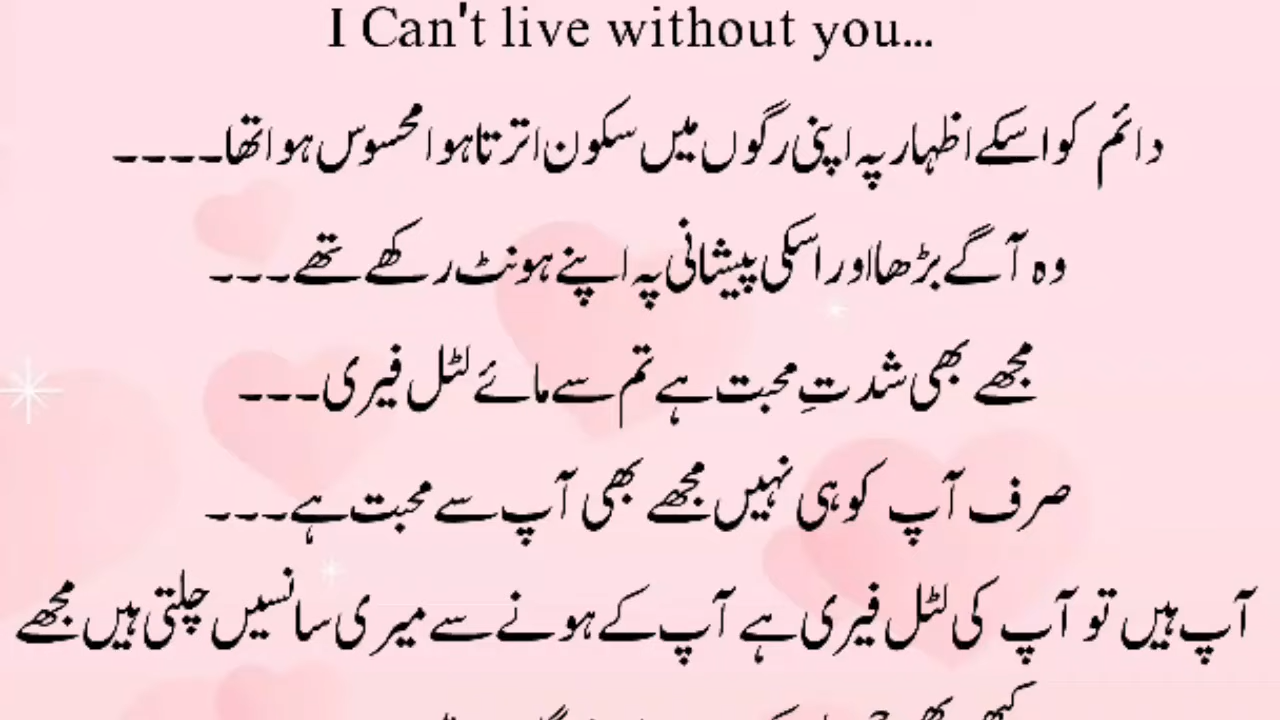 I Can't live without you...
دائم کو اسکے اظہار پہ اپنی رگوں میں سکون اترتا ہوا محسوس ہوا تھا۔۔۔۔
وہ آگے بڑھا اور اسکی پیشانی پہ اپنے ہونٹ رکھے تھے۔۔۔
مجھے بھی شدتِ محبت ہے تم سے مائے لٹل فیری۔۔۔
صرف آپ کو ہی نہیں مجھے بھی آپ سے محبت ہے۔۔۔
آپ ہیں تو آپ کی لٹل فیری ہے آپ کے ہونے سے میری سانسیں چلتی ہیں مجھے